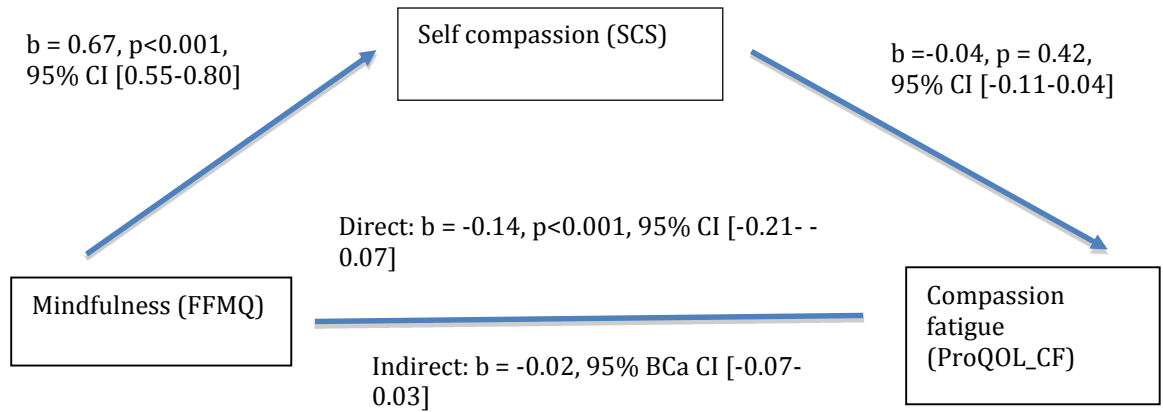 b = 0.67, p<0.001,
95% CI [0.55-0.80]
Self compassion (SCS)
b =-0.04, p = 0.42,
95% CI [-0.11-0.04]
Direct: b = -0.14, p<0.001, 95% CI [-0.21- -
0.07]
Mindfulness (FFMQ)
Compassion
fatigue
(ProQOL_CF)
Indirect: b = -0.02, 95% BCa CI [-0.07-
0.03]